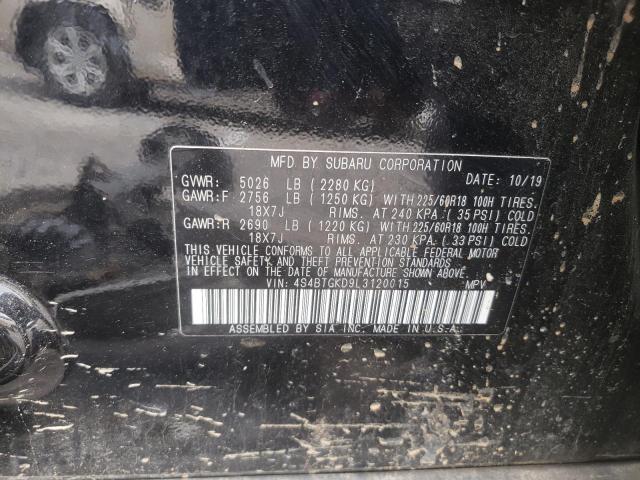 MFD. BY SUBARU CORPORATION
GVWR: 5026 LB ( 2280 KG) DATE: 10/19
GAWR:F 2756 LB ( 1250 KG) WITH 225/60R18 100H TIRES.
18X7J RIMS. AT 240 KPA ( 35 PSI) COLD
GAWR:R 2690 LB ( 1220 KG) WITH 225/60R18 100H TIRES.
18X7J RIMS. AT 230 KPA ( 33 PSI) COLD
THIS VEHICLE CONFORMS TO ALL APPLICABLE FEDERAL MOTOR
VEHICLE SAFETY, AND THEFT PREVENTION STANDARDS
IN EFFECT ON THE DATE OF MANUFACTURE SHOWN ABOVE.
VIN: 4S4BTGKD9L3120015 MPV
ASSEMBLED BY SIA INC. MADE IN U.S.A.